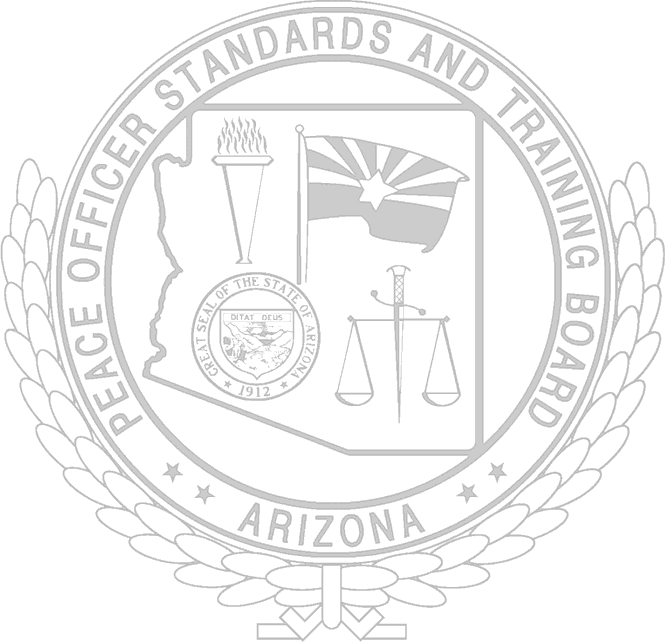 PEACE OFFICER STANDARDS AND TRAINING BOARD
GREAT SEAL OF THE STATE OF ARIZONA
DITAT DEUS
1912
ARIZONA